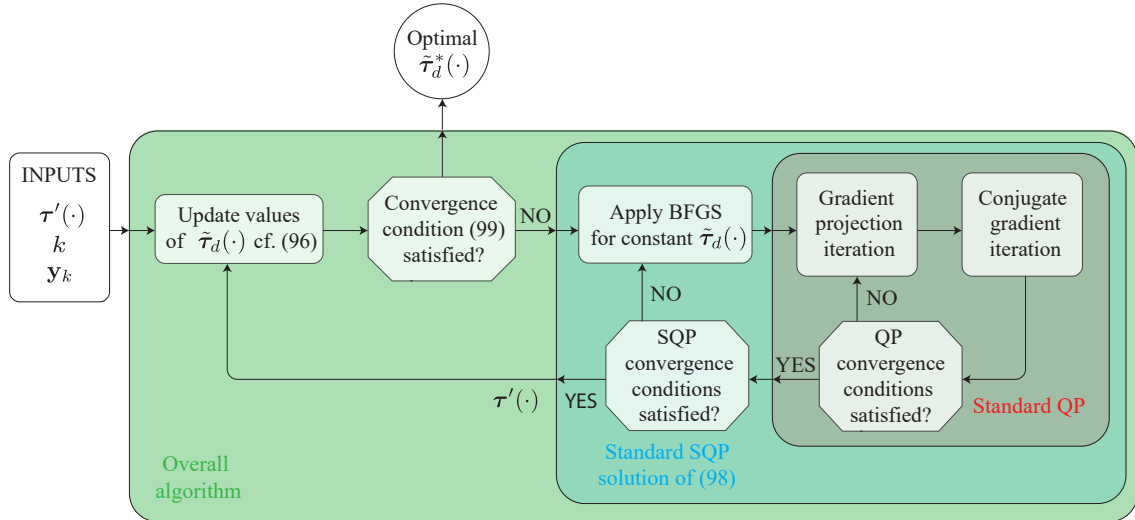 Optimal
τ̃*_d(·)
INPUTS
τ′(·)
k
y_k
Update values
of τ̃_d(·) cf. (96)
Convergence
condition (99)
satisfied?
NO
Apply BFGS
for constant τ̃_d(·)
Gradient
projection
iteration
Conjugate
gradient
iteration
NO
NO
SQP
convergence
conditions
satisfied?
YES
QP
convergence
conditions
satisfied?
τ′(·)
YES
Standard QP
Standard SQP
solution of (98)
Overall
algorithm